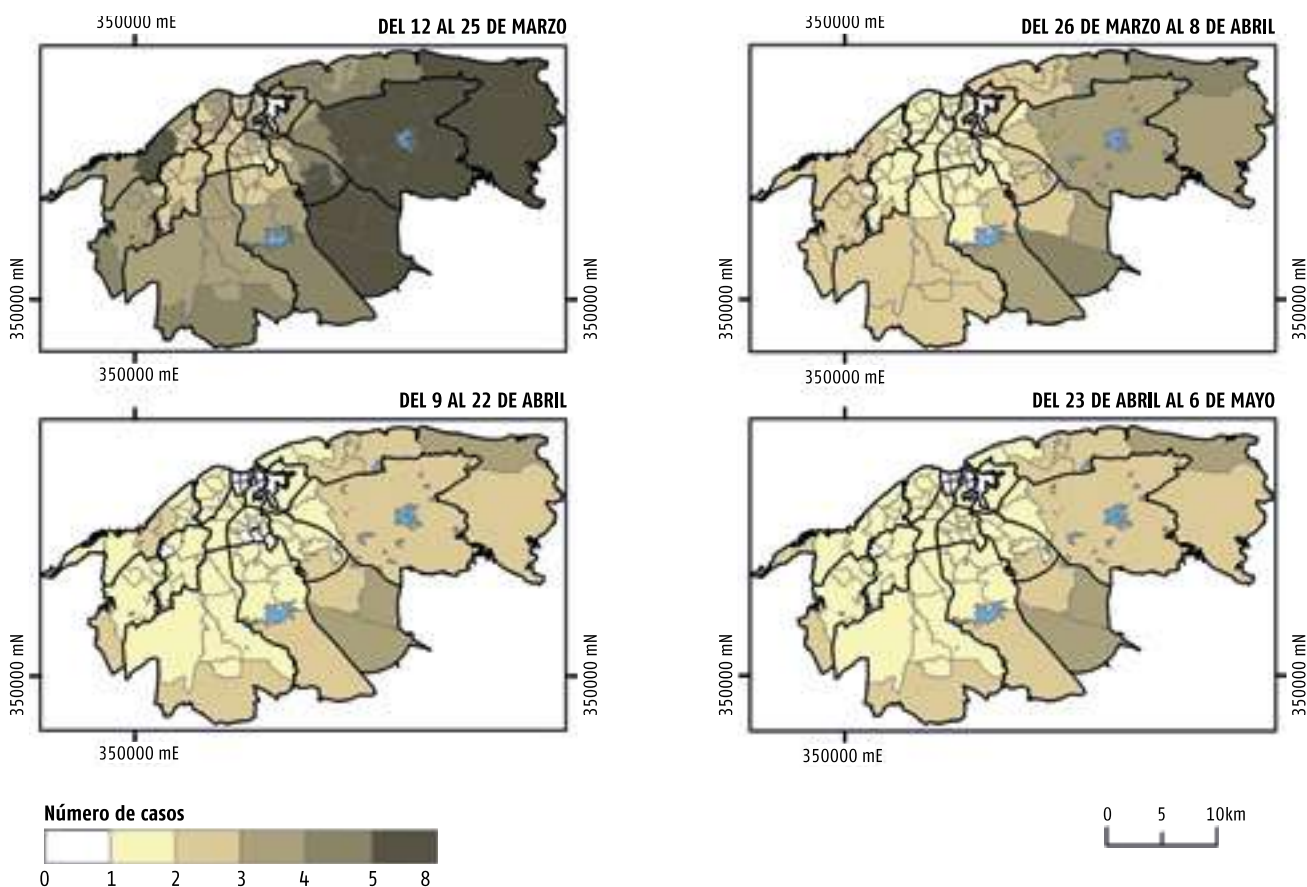 350000 mE
DEL 12 AL 25 DE MARZO
350000 mN
350000 mN
350000 mE
350000 mE
DEL 26 DE MARZO AL 8 DE ABRIL
350000 mN
350000 mN
350000 mE
DEL 9 AL 22 DE ABRIL
350000 mN
350000 mN
350000 mE
DEL 23 DE ABRIL AL 6 DE MAYO
350000 mN
350000 mN
350000 mE
Número de casos
0 1 2 3 4 5 8
0 5 10km